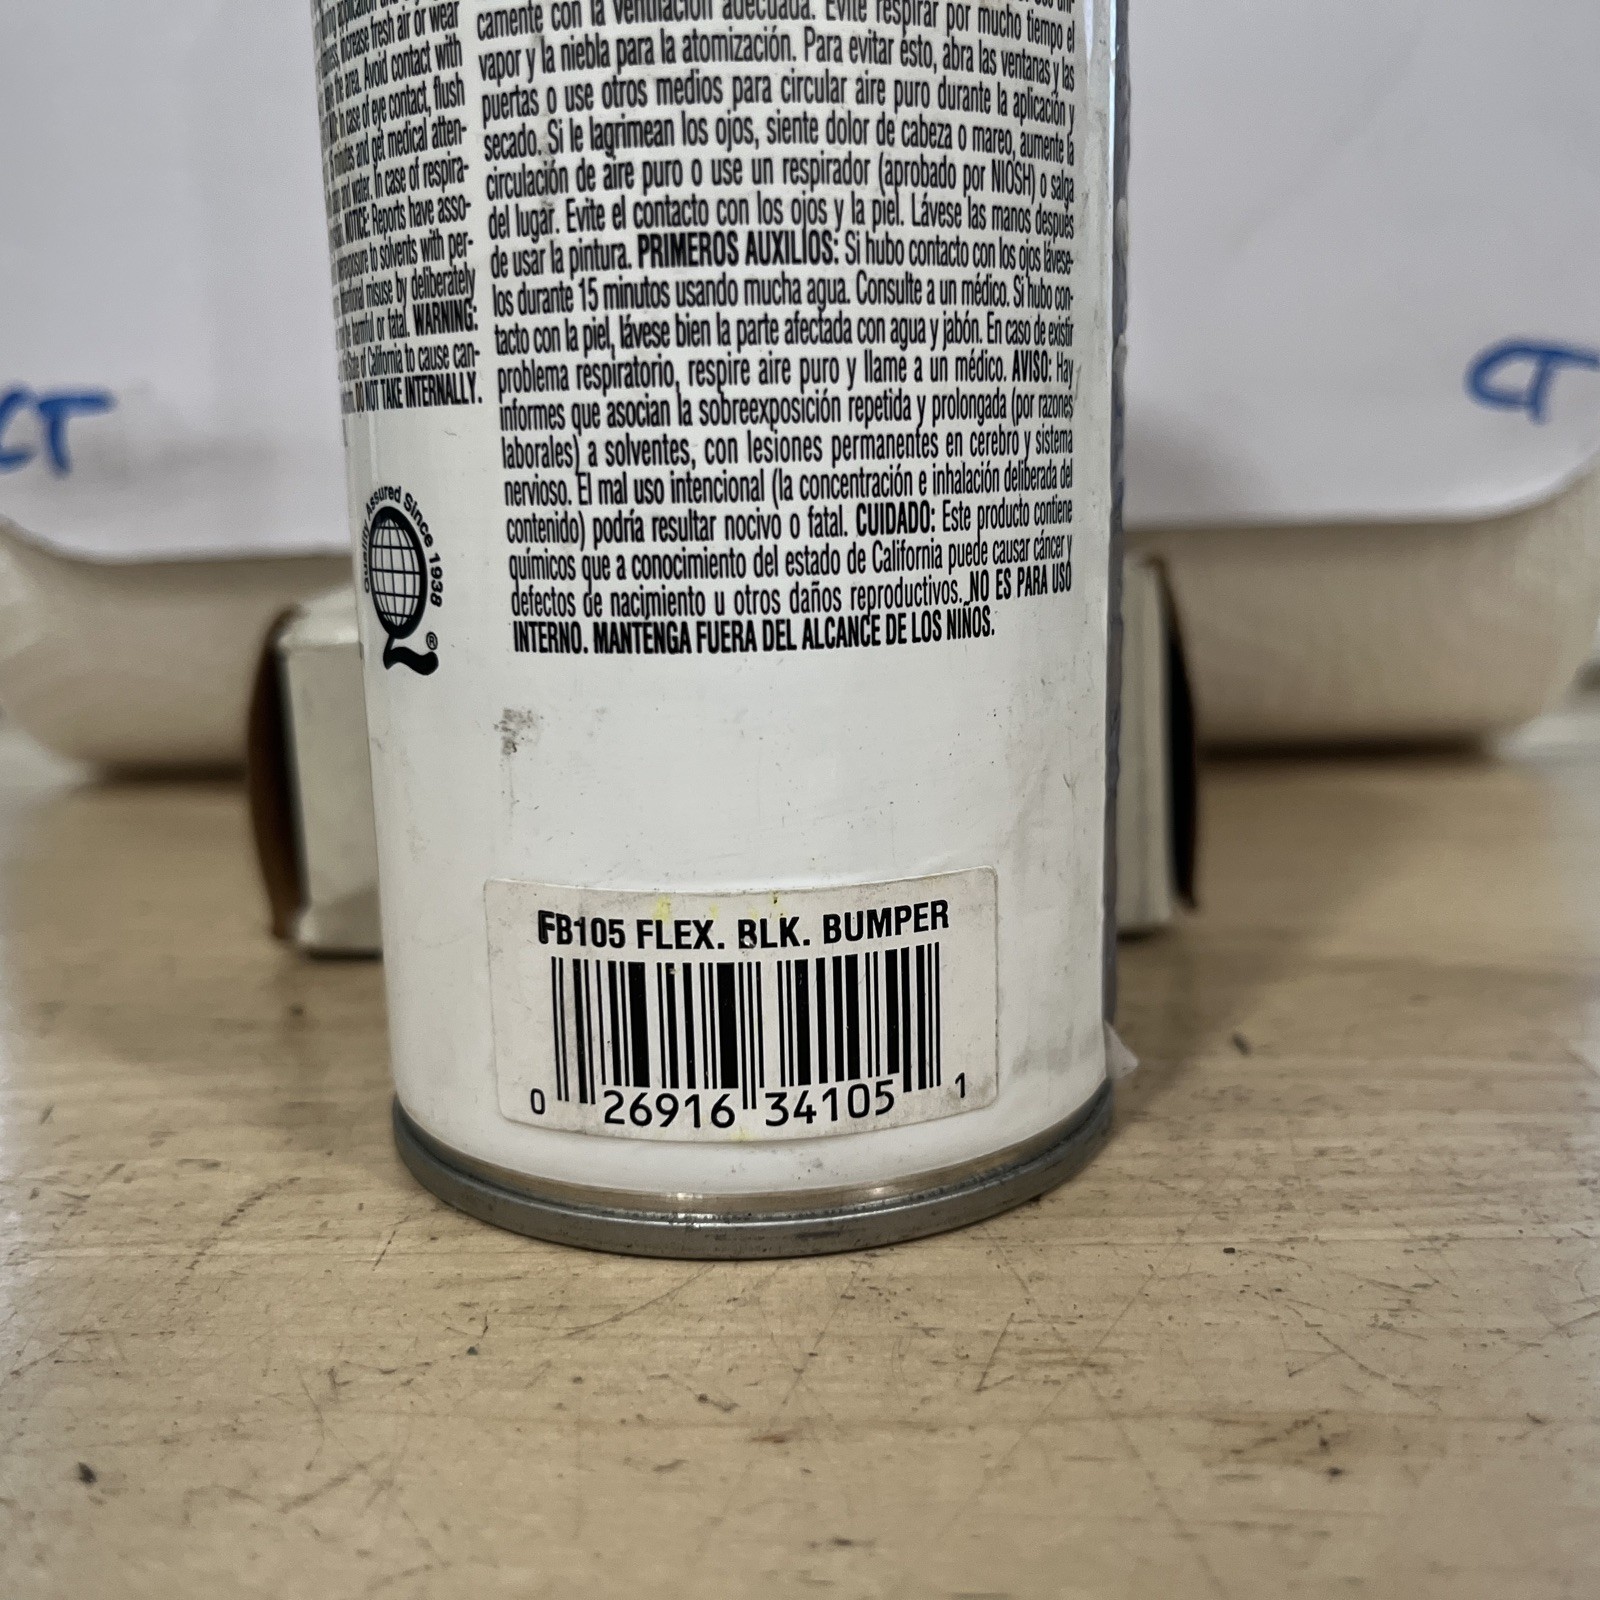 increase fresh air or wear
the area. Avoid contact with
In case of eye contact, flush
minutes and get medical atten-
and water. In case of respira-
NOTICE: Reports have asso-
to solvents with per-
misuse by deliberately
harmful or fatal. WARNING:
State of California to cause can-
DO NOT TAKE INTERNALLY.
camente con la ventilación adecuada. Evite respirar por mucho tiempo el
vapor y la niebla para la atomización. Para evitar esto, abra las ventanas y las
puertas o use otros medios para circular aire puro durante la aplicación y
secado. Si le lagrimean los ojos, siente dolor de cabeza o mareo, aumente la
circulación de aire puro o use un respirador (aprobado por NIOSH) o salga
del lugar. Evite el contacto con los ojos y la piel. Lávese las manos después
de usar la pintura. PRIMEROS AUXILIOS: Si hubo contacto con los ojos lávese-
los durante 15 minutos usando mucha agua. Consulte a un médico. Si hubo con-
tacto con la piel, lávese bien la parte afectada con agua y jabón. En caso de existir
problema respiratorio, respire aire puro y llame a un médico. AVISO: Hay
informes que asocian la sobreexposición repetida y prolongada (por razones
laborales) a solventes, con lesiones permanentes en cerebro y sistema
nervioso. El mal uso intencional (la concentración e inhalación deliberada del
contenido) podría resultar nocivo o fatal. CUIDADO: Este producto contiene
químicos que a conocimiento del estado de California puede causar cáncer y
defectos de nacimiento u otros daños reproductivos. NO ES PARA USO
INTERNO. MANTENGA FUERA DEL ALCANCE DE LOS NIÑOS.
CT
CT
Quality Assured Since 1938
®
FB105 FLEX. BLK. BUMPER
0 26916 34105 1